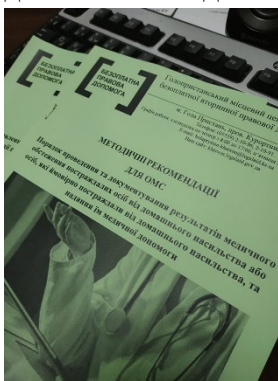 БЕЗОПЛАТНА
ПРАВОВА
ДОПОМОГА
БЕЗОПЛАТНА
ПРАВОВА
ДОПОМОГА
Голопристанський місцевий
безоплатної вторинної правової
м. Гола Пристань, пров.
МЕТОДИЧНІ РЕКОМЕНДАЦІЇ
ДЛЯ ОМС
Порядок проведення та документування результатів медичного
обстеження постраждалих осіб від домашнього насильства або
осіб, які ймовірно постраждали від домашнього насильства, та
надання їм медичної допомоги